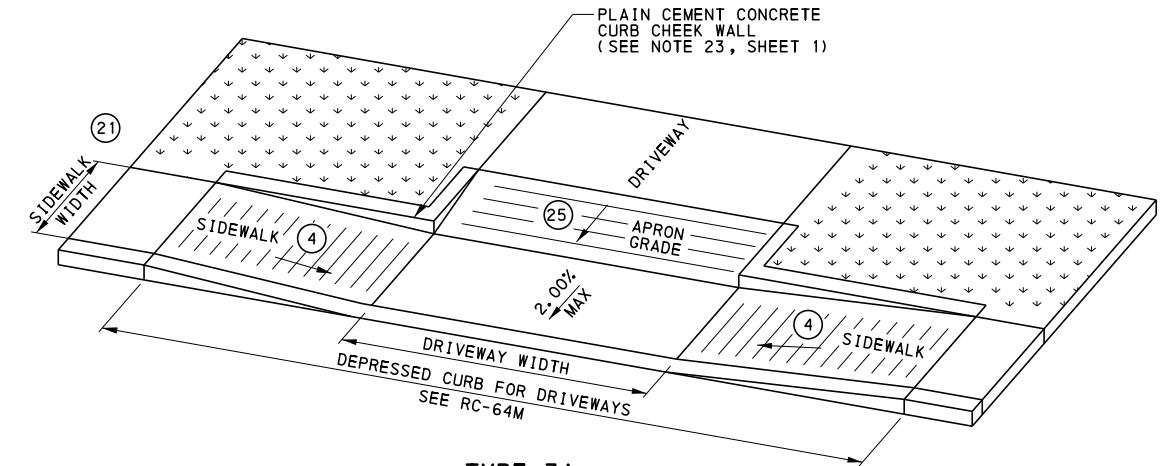 PLAIN CEMENT CONCRETE
CURB CHEEK WALL
(SEE NOTE 23, SHEET 1)
21
SIDEWALK
WIDTH
DRIVEWAY
SIDEWALK
4
25
APRON
GRADE
2.00%
MAX
4
SIDEWALK
DRIVEWAY WIDTH
DEPRESSED CURB FOR DRIVEWAYS
SEE RC-64M